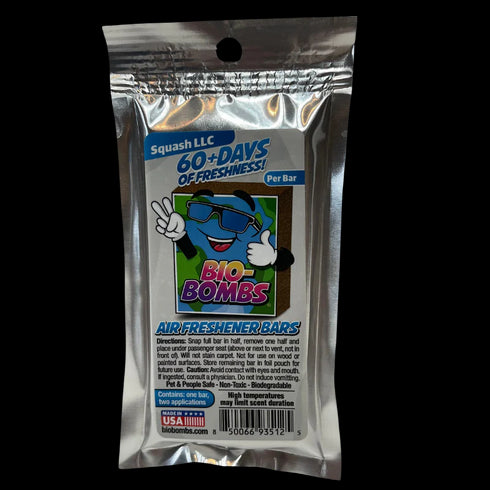 Squash LLC
60+DAYS
OF FRESHNESS!
Per Bar
BIO-
BOMBS
AIR FRESHENER BARS
Directions: Snap full bar in half, remove one half and
place under passenger seat (above or next to vent, not in
front of). Will not stain carpet. Not for use on wood or
painted surfaces. Store remaining bar in foil pouch for
future use. Caution: Avoid contact with eyes and mouth.
If ingested, consult a physician. Do not induce vomitting.
Pet & People Safe - Non-Toxic - Biodegradable
Contains: one bar,
two applications
High temperatures
may limit scent duration
MADE IN
USA
biobombs.com
8 50066 93512 5